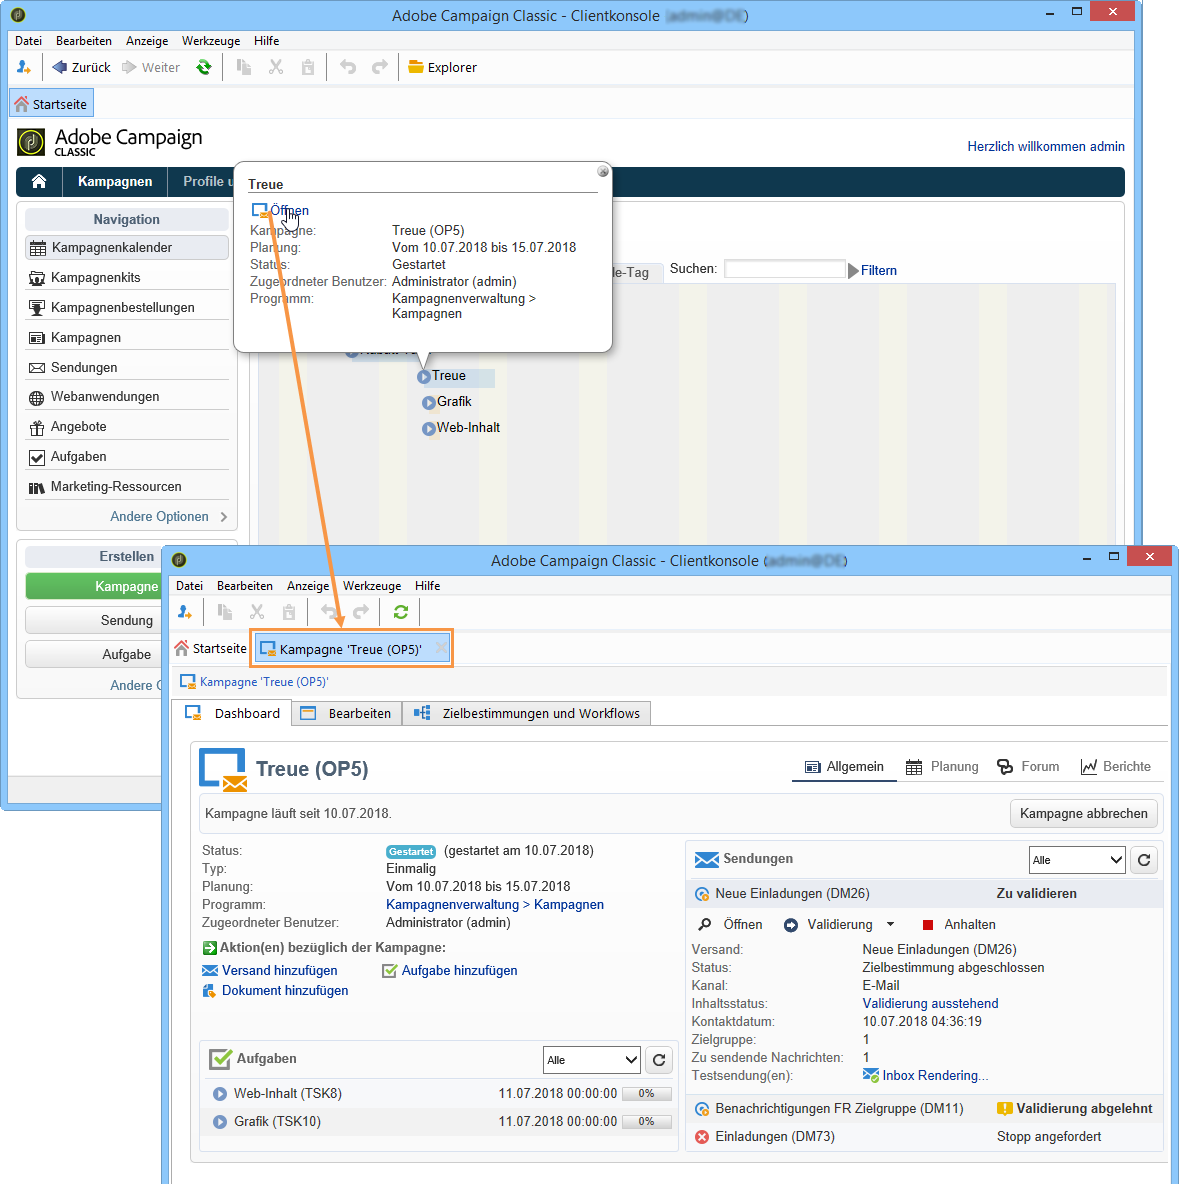 Adobe Campaign Classic - Clientkonsole
Datei Bearbeiten Anzeige Werkzeuge Hilfe
Zurück Weiter Explorer
Startseite
Adobe Campaign
CLASSIC
Herzlich willkommen admin
Kampagnen Profile u
Treue
Öffnen
Kampagne: Treue (OP5)
Planung: Vom 10.07.2018 bis 15.07.2018
Status: Gestartet
Zugeordneter Benutzer: Administrator (admin)
Programm: Kampagnenverwaltung >
Kampagnen
Navigation
Kampagnenkalender
Kampagnenkits
Kampagnenbestellungen
Kampagnen
Sendungen
Webanwendungen
Angebote
Aufgaben
Marketing-Ressourcen
Andere Optionen
le-Tag Suchen: Filtern
Treue
Grafik
Web-Inhalt
Erstellen
Kampagne
Sendung
Aufgabe
Andere
Adobe Campaign Classic - Clientkonsole (admin@DE)
Datei Bearbeiten Anzeige Werkzeuge Hilfe
Startseite Kampagne 'Treue (OP5)'
Kampagne 'Treue (OP5)'
Dashboard Bearbeiten Zielbestimmungen und Workflows
Treue (OP5)
Allgemein Planung Forum Berichte
Kampagne läuft seit 10.07.2018.
Kampagne abbrechen
Status: Gestartet (gestartet am 10.07.2018)
Typ: Einmalig
Planung: Vom 10.07.2018 bis 15.07.2018
Programm: Kampagnenverwaltung > Kampagnen
Zugeordneter Benutzer: Administrator (admin)
Aktion(en) bezüglich der Kampagne:
Versand hinzufügen Aufgabe hinzufügen
Dokument hinzufügen
Aufgaben Alle
Web-Inhalt (TSK8) 11.07.2018 00:00:00 0%
Grafik (TSK10) 11.07.2018 00:00:00 0%
Sendungen Alle
Neue Einladungen (DM26) Zu validieren
Öffnen Validierung Anhalten
Versand: Neue Einladungen (DM26)
Status: Zielbestimmung abgeschlossen
Kanal: E-Mail
Inhaltsstatus: Validierung ausstehend
Kontaktdatum: 10.07.2018 04:36:19
Zielgruppe: 1
Zu sendende Nachrichten: 1
Testsendung(en): Inbox Rendering...
Benachrichtigungen FR Zielgruppe (DM11) Validierung abgelehnt
Einladungen (DM73) Stopp angefordert